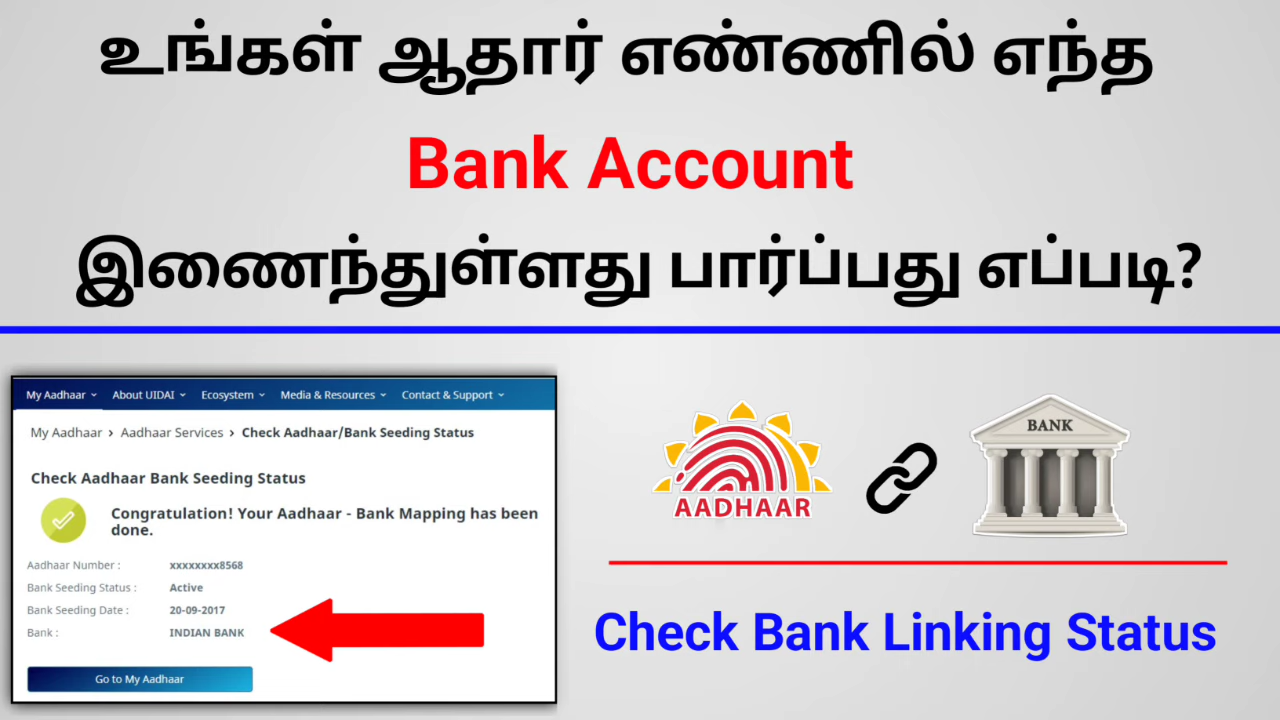 உங்கள் ஆதார் எண்ணில் எந்த
Bank Account
இணைந்துள்ளது பார்ப்பது எப்படி?
My Aadhaar About UIDAI Ecosystem Media & Resources Contact & Support
My Aadhaar › Aadhaar Services › Check Aadhaar/Bank Seeding Status
Check Aadhaar Bank Seeding Status
Congratulation! Your Aadhaar - Bank Mapping has been
done.
Aadhaar Number : xxxxxxxx8568
Bank Seeding Status : Active
Bank Seeding Date : 20-09-2017
Bank : INDIAN BANK
Go to My Aadhaar
AADHAAR
BANK
Check Bank Linking Status